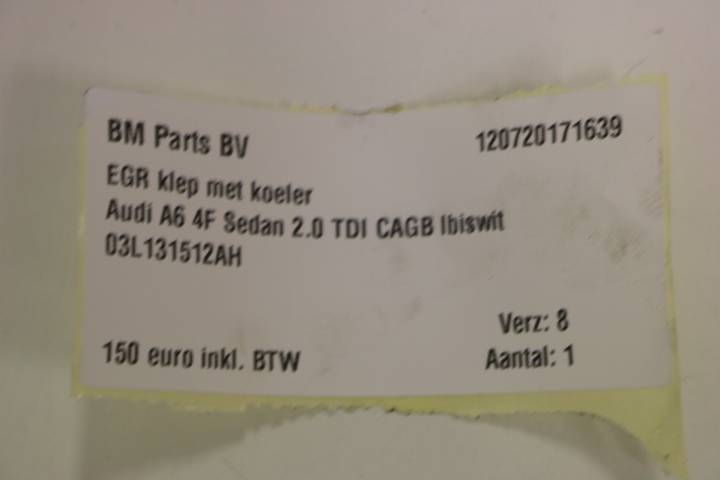 BM Parts BV 120720171639
EGR klep met koeler
Audi A6 4F Sedan 2.0 TDI CAGB Ibiswit
03L131512AH
Verz: 8
150 euro inkl. BTW Aantal: 1